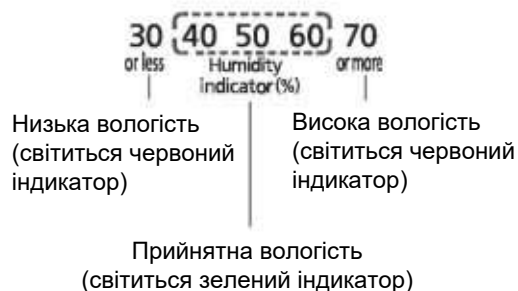 30 40 50 60 70
or less Humidity or more
indicator (%)
Низька вологість
(світиться червоний
індикатор)
Висока вологість
(світиться червоний
індикатор)
Прийнятна вологість
(світиться зелений індикатор)